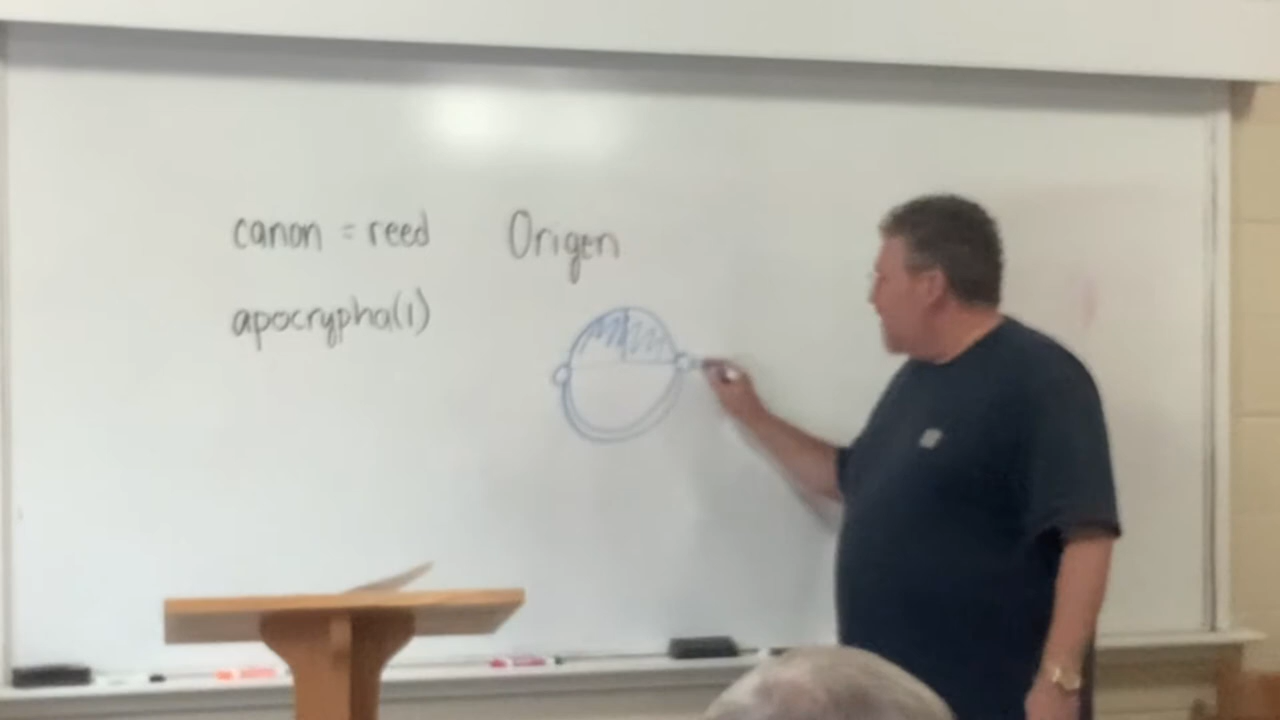 canon = reed
Origen
apocrypha(1)